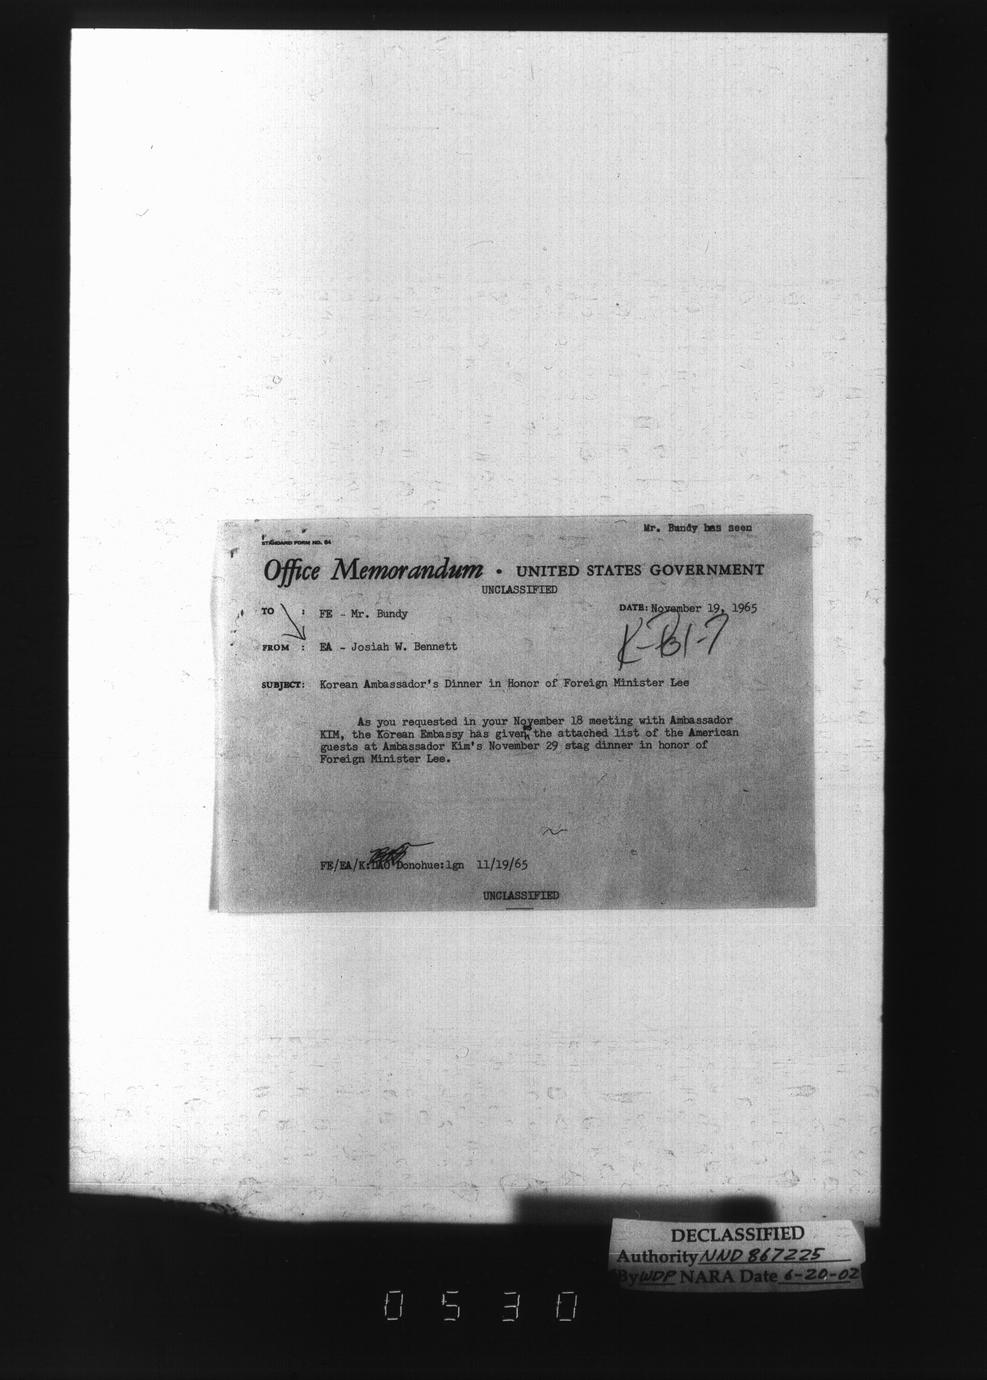 Mr. Bundy has seen
STANDARD FORM NO. 64
Office Memorandum • UNITED STATES GOVERNMENT
UNCLASSIFIED
TO : FE - Mr. Bundy DATE: November 19, 1965
K-B1-7
FROM : EA - Josiah W. Bennett
SUBJECT: Korean Ambassador's Dinner in Honor of Foreign Minister Lee
As you requested in your November 18 meeting with Ambassador
KIM, the Korean Embassy has given the attached list of the American
guests at Ambassador Kim's November 29 stag dinner in honor of
Foreign Minister Lee.
FE/EA/K:DAO'Donohue:lgn 11/19/65
UNCLASSIFIED
DECLASSIFIED
Authority NND 867225
By WDP NARA Date 6-20-02
0530